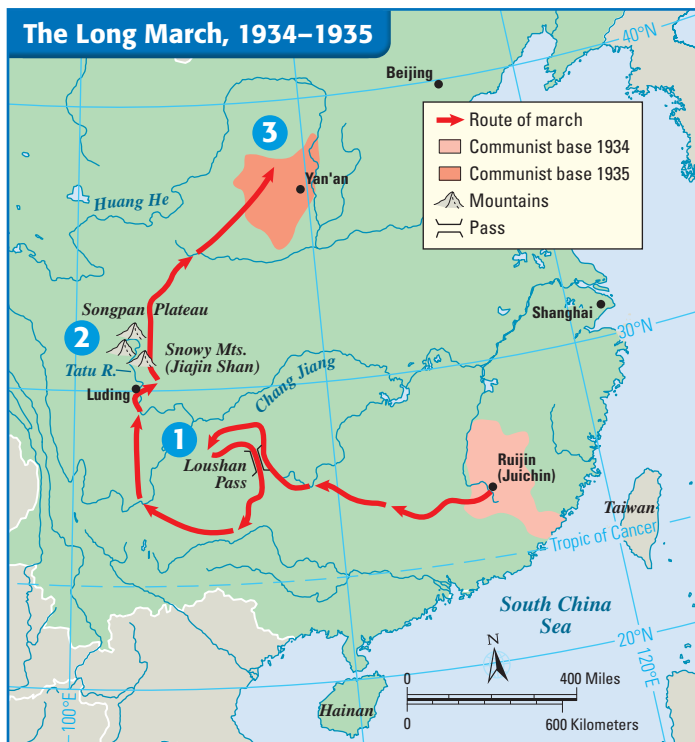 The Long March, 1934–1935
40°N
Beijing
Route of march
Communist base 1934
Communist base 1935
Mountains
Pass
3
Yan'an
Huang He
Songpan Plateau
2
Snowy Mts.
(Jiajin Shan)
Tatu R.
Luding
Shanghai
30°N
Chang Jiang
1
Loushan
Pass
Ruijin
(Juichin)
Taiwan
Tropic of Cancer
South China
Sea
20°N
120°E
100°E
N
0
400 Miles
0
600 Kilometers
Hainan